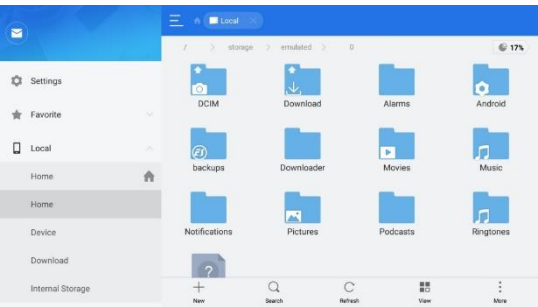 Local
/ > storage > emulated > 0
17%
Settings
Favorite
Local
Home
Home
Device
Download
Internal Storage
DCIM Download Alarms Android
backups Downloader Movies Music
Notifications Pictures Podcasts Ringtones
New Search Refresh View More